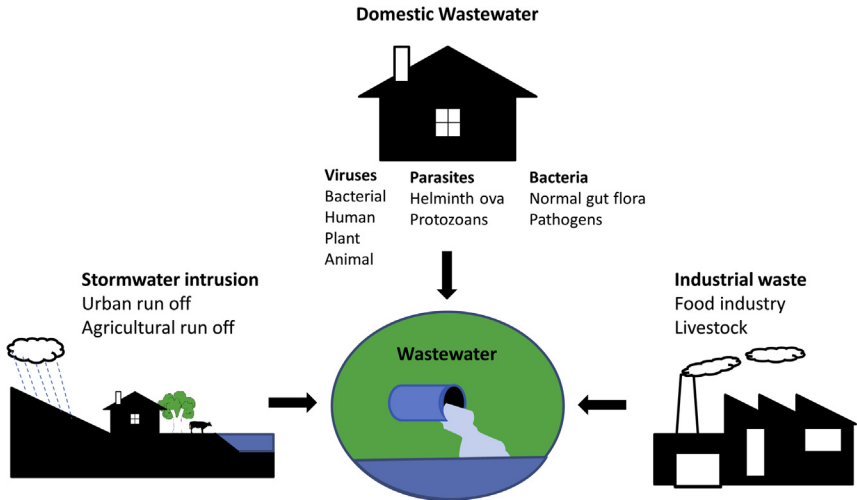 Domestic Wastewater
Viruses
Bacterial
Human
Plant
Animal
Parasites
Helminth ova
Protozoans
Bacteria
Normal gut flora
Pathogens
Stormwater intrusion
Urban run off
Agricultural run off
Wastewater
Industrial waste
Food industry
Livestock